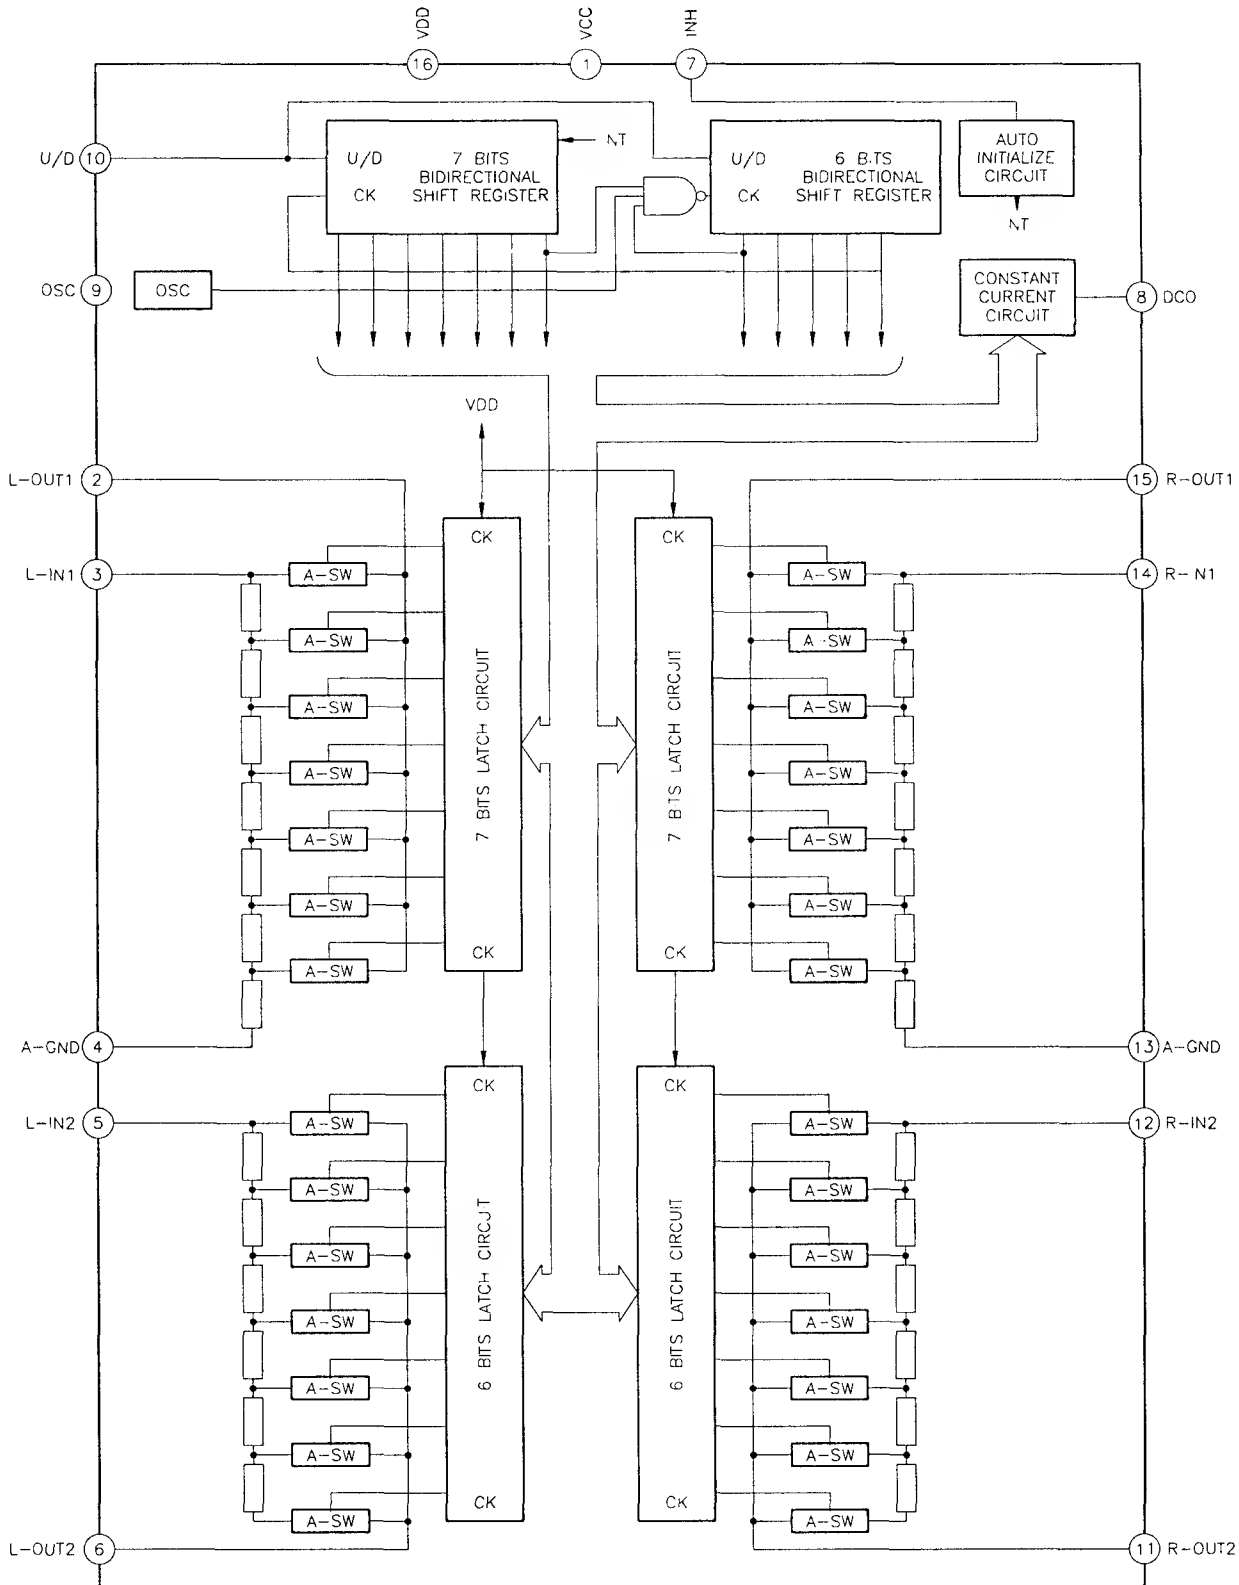 VDD
VCC
INH
16
1
7
U/D 10
U/D
CK
7 BITS
BIDIRECTIONAL
SHIFT REGISTER
NT
U/D
CK
6 B.TS
BIDIRECTIONAL
SHIFT REGISTER
AUTO
INITIALIZE
CIRCUIT
NT
OSC 9
OSC
CONSTANT
CURRENT
CIRCUIT
8 DCO
VDD
L-OUT1 2
15 R-OUT1
CK
CK
L-IN1 3
A-SW
A-SW
14 R-N1
A-SW
A-SW
A-SW
A-SW
7 BITS LATCH CIRCUIT
7 B:TS LATCH CIRCUIT
A-SW
A-SW
A-SW
A-SW
A-SW
A-SW
A-SW
A-SW
CK
CK
A-GND 4
13 A-GND
CK
CK
L-IN2 5
A-SW
A-SW
12 R-IN2
A-SW
A-SW
A-SW
A-SW
6 BITS LATCH CIRCUIT
6 BITS LATCH CIRCUIT
A-SW
A-SW
A-SW
A-SW
A-SW
A-SW
CK
CK
A-SW
A-SW
L-OUT2 6
11 R-OUT2